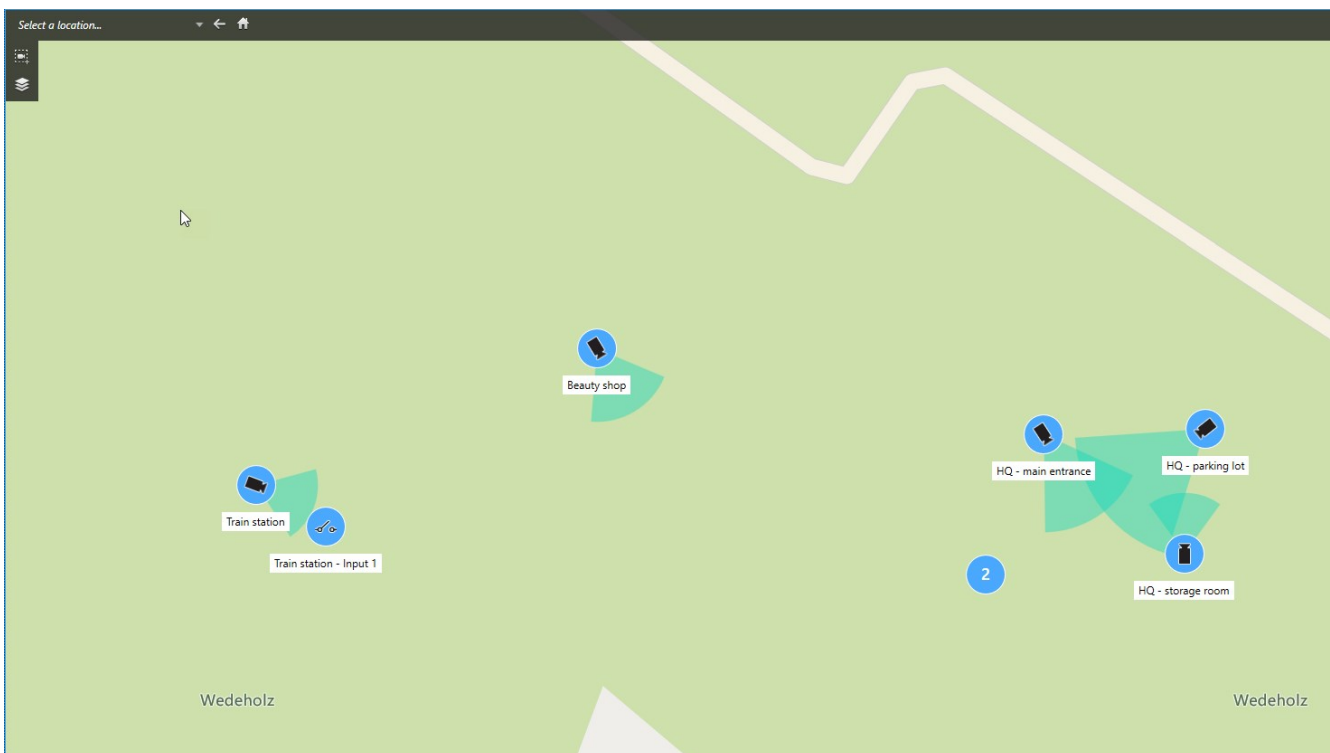 Select a location...
Beauty shop
HQ - main entrance
HQ - parking lot
Train station
Train station - Input 1
2
HQ - storage room
Wedeholz
Wedeholz